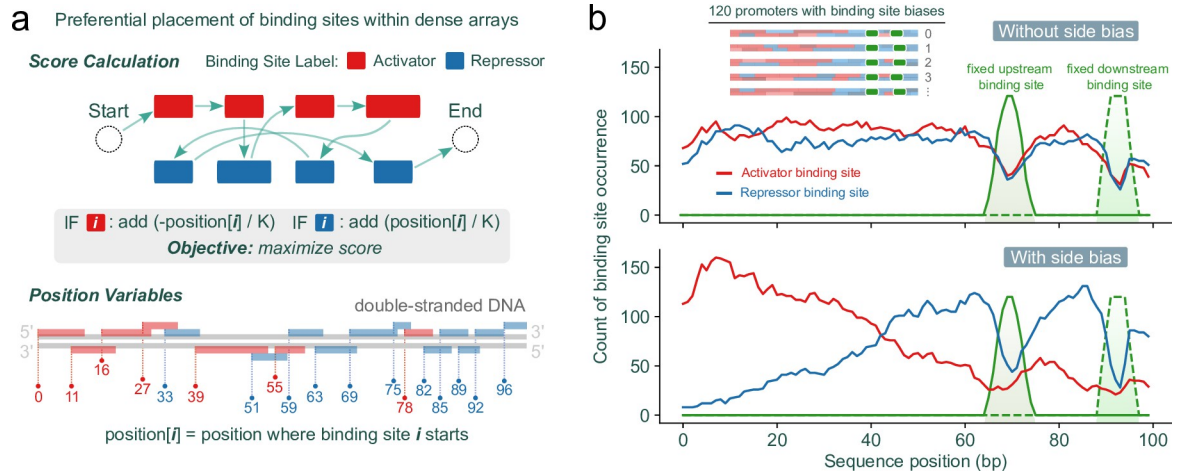 a
Preferential placement of binding sites within dense arrays
Score Calculation
Binding Site Label: Activator Repressor
Start
End
IF i : add (-position[i] / K) IF i : add (position[i] / K)
Objective: maximize score
Position Variables
double-stranded DNA
5' 3'
3' 5'
0 11 16 27 33 39 51 55 59 63 69 75 78 82 85 89 92 96
position[i] = position where binding site i starts
b
120 promoters with binding site biases
0
1
2
3
⋮
Without side bias
fixed upstream binding site
fixed downstream binding site
150
100
50
0
Activator binding site
Repressor binding site
Count of binding site occurrence
With side bias
150
100
50
0
0 20 40 60 80 100
Sequence position (bp)